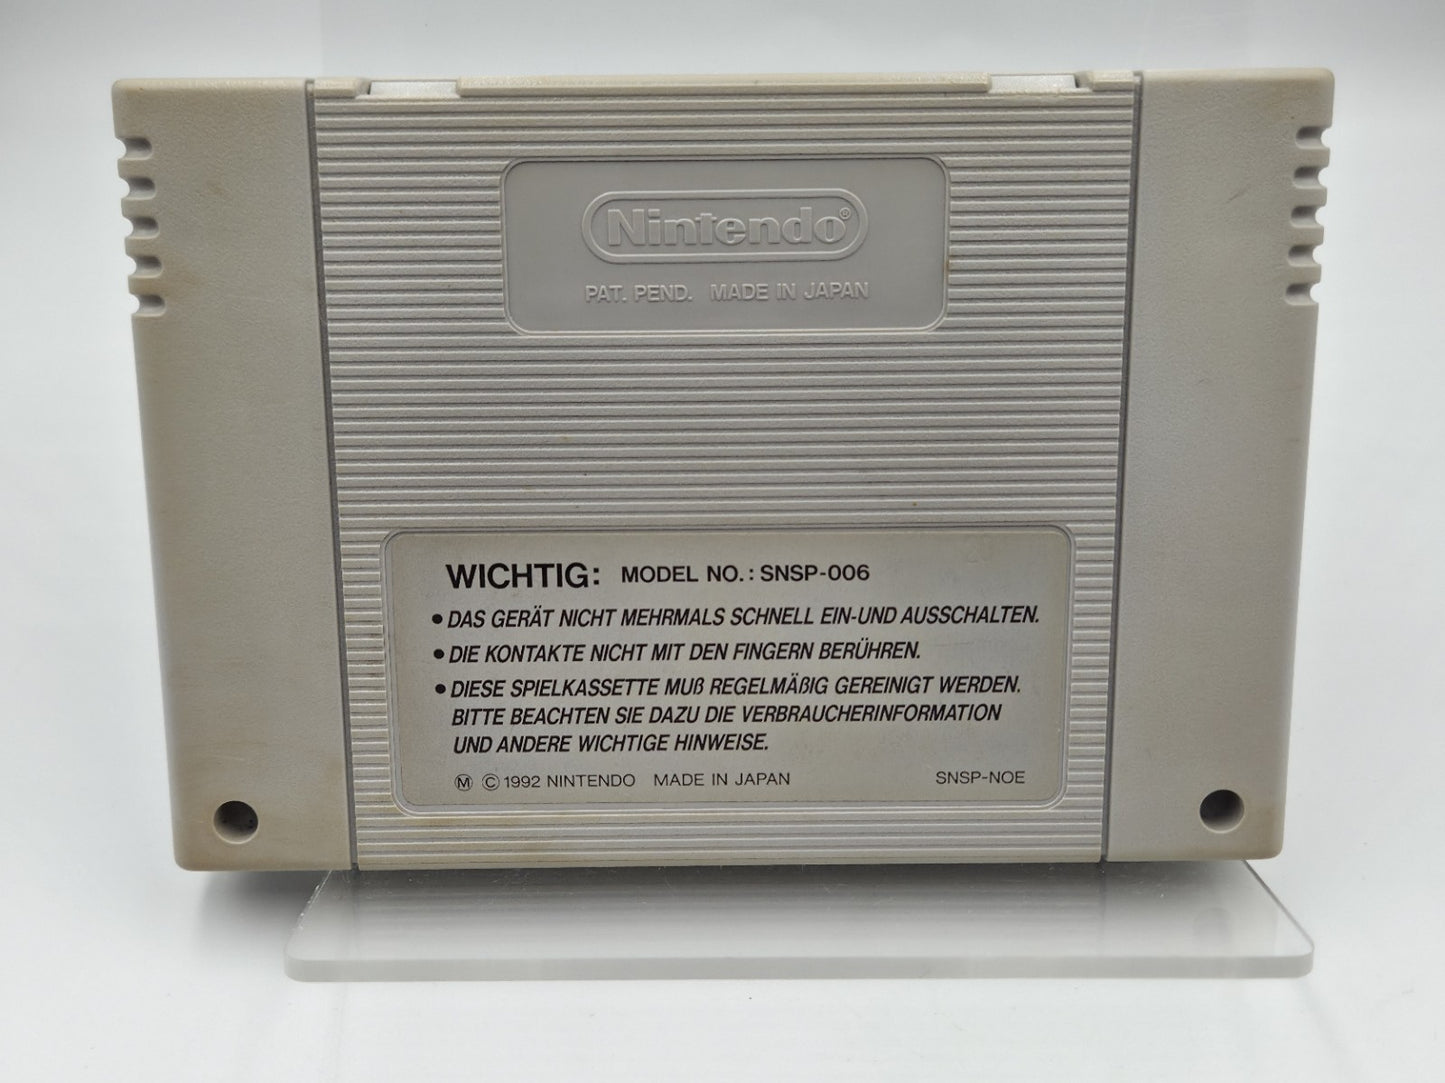 Nintendo®
PAT. PEND. MADE IN JAPAN
20
WICHTIG: MODEL NO.: SNSP-006
• DAS GERÄT NICHT MEHRMALS SCHNELL EIN-UND AUSSCHALTEN.
• DIE KONTAKTE NICHT MIT DEN FINGERN BERÜHREN.
• DIESE SPIELKASSETTE MUß REGELMÄßIG GEREINIGT WERDEN.
BITTE BEACHTEN SIE DAZU DIE VERBRAUCHERINFORMATION
UND ANDERE WICHTIGE HINWEISE.
Ⓜ © 1992 NINTENDO MADE IN JAPAN SNSP-NOE